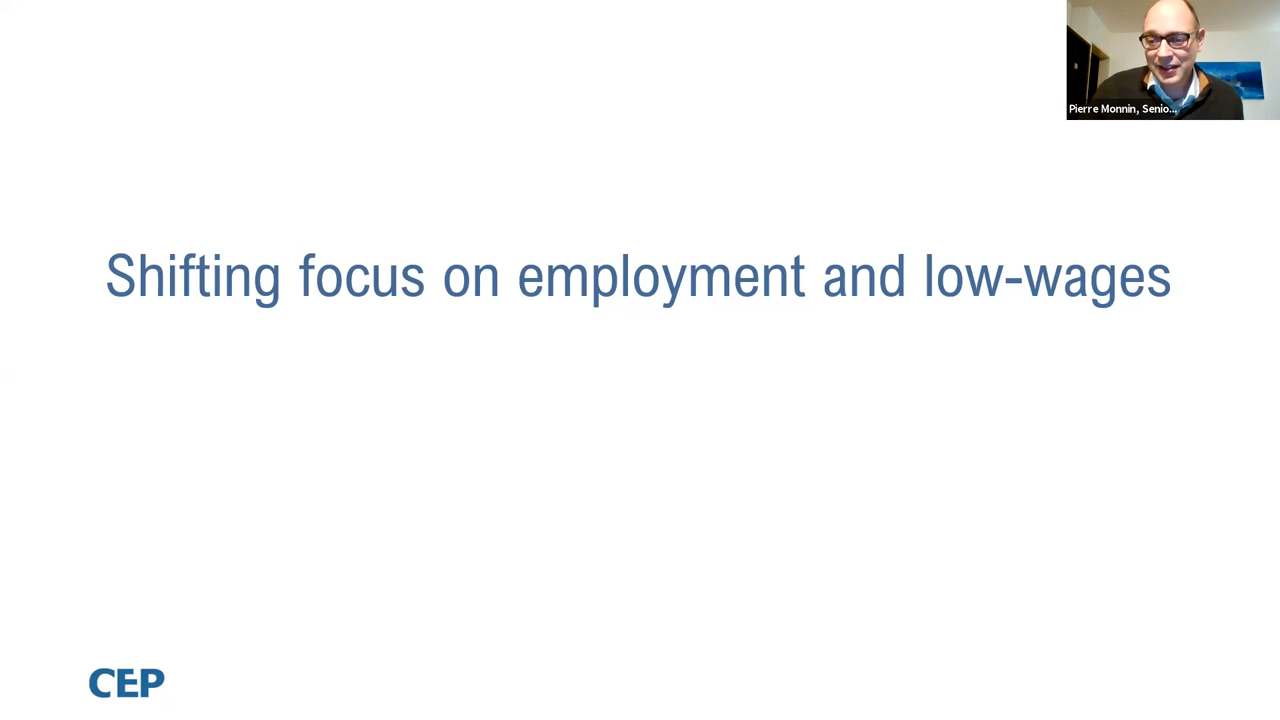 Pierre Monnin, Senio...
Shifting focus on employment and low-wages
CEP